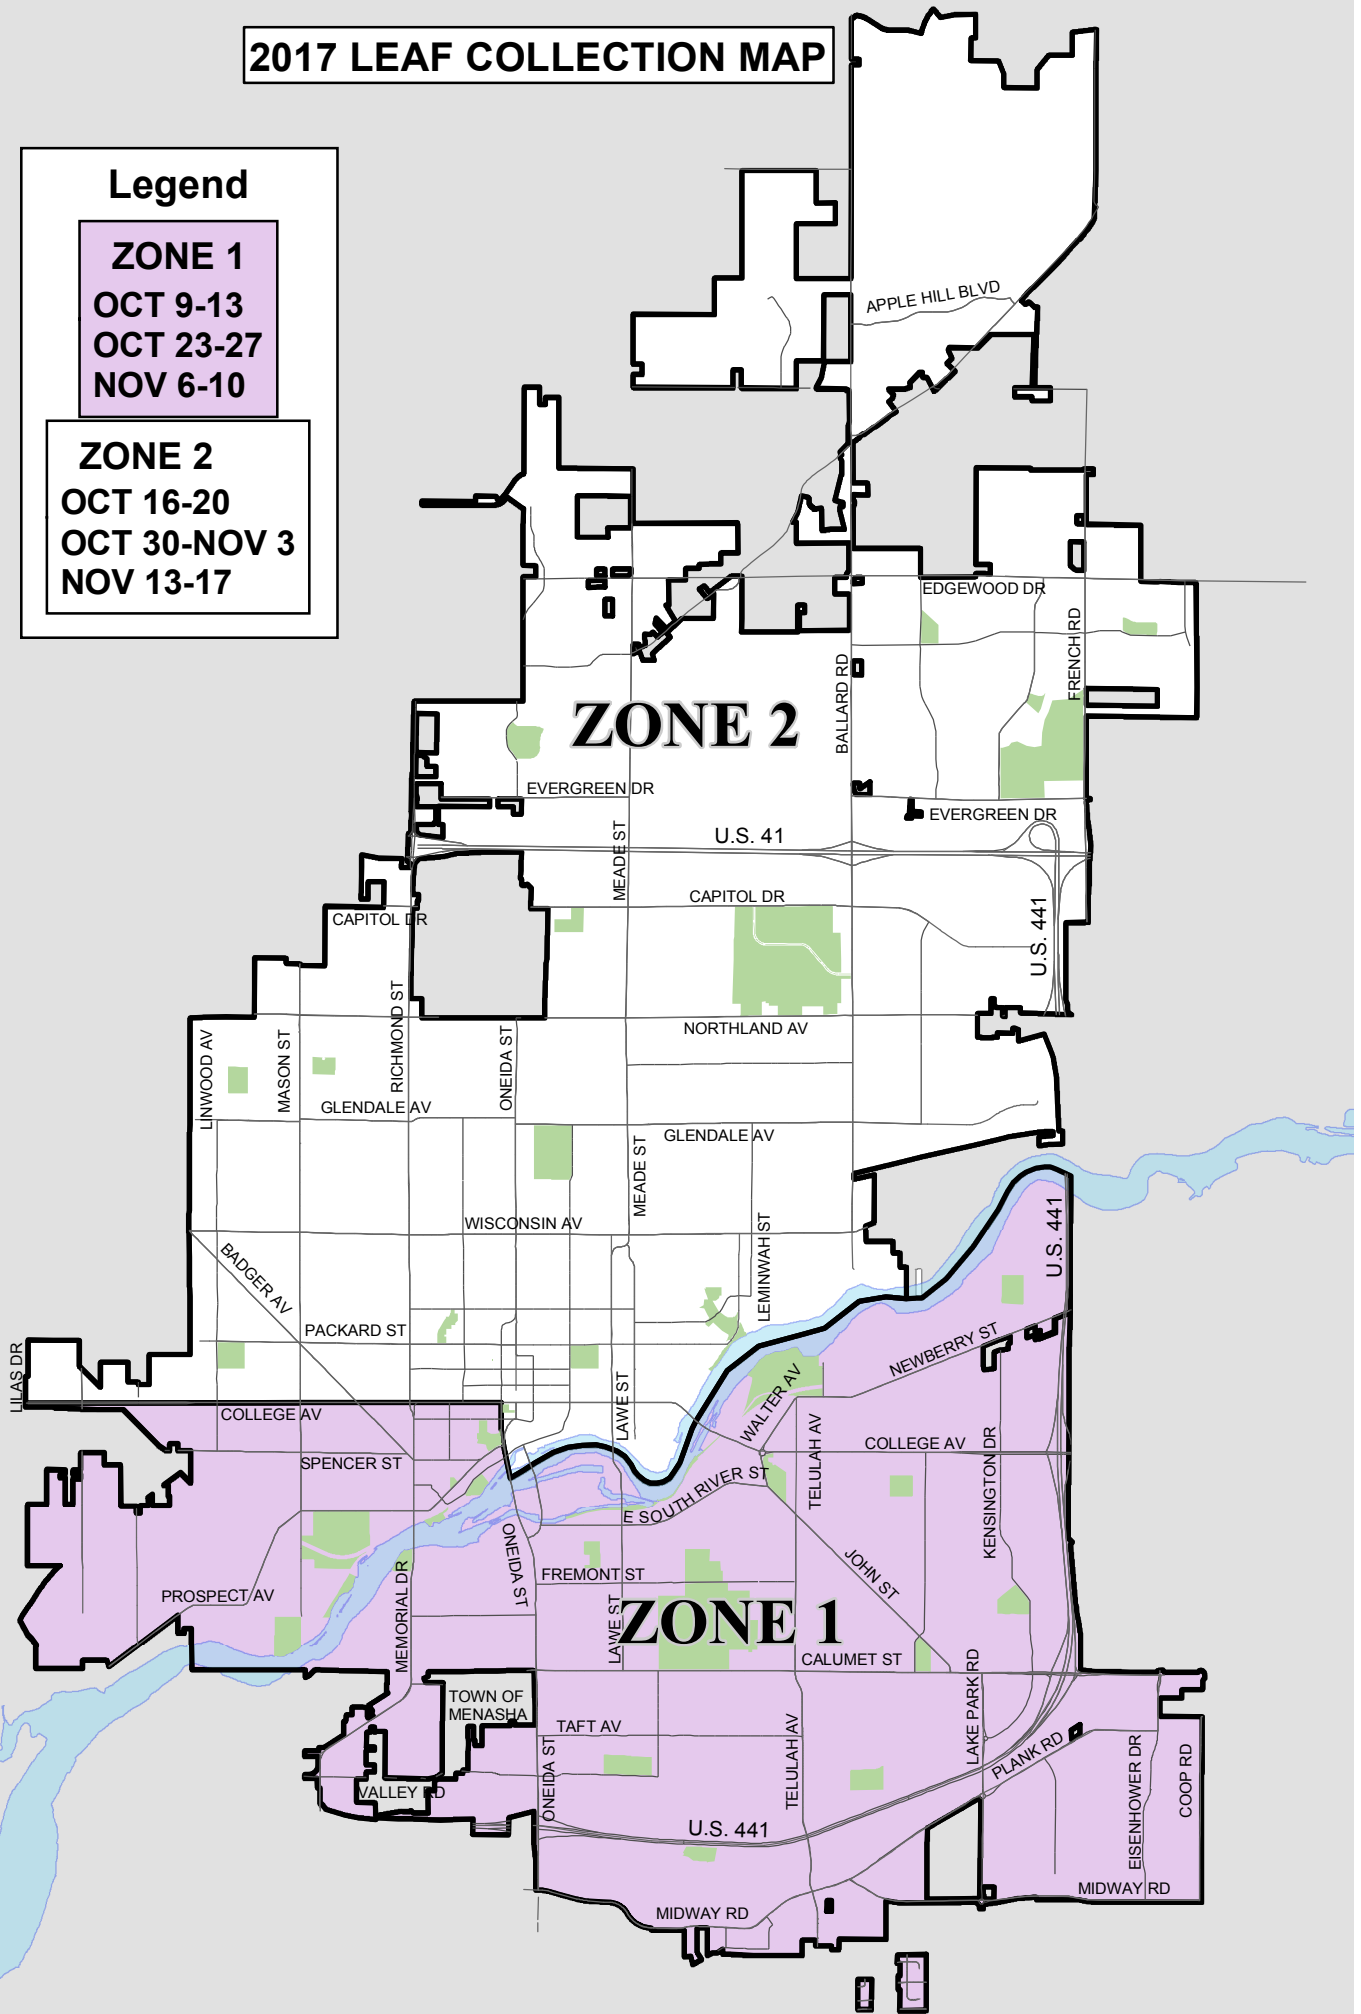 2017 LEAF COLLECTION MAP
Legend
ZONE 1
OCT 9-13
OCT 23-27
NOV 6-10
ZONE 2
OCT 16-20
OCT 30-NOV 3
NOV 13-17
APPLE HILL BLVD
EDGEWOOD DR
FRENCH RD
BALLARD RD
ZONE 2
EVERGREEN DR
EVERGREEN DR
U.S. 41
MEADE ST
CAPITOL DR
CAPITOL DR
U.S. 441
RICHMOND ST
NORTHLAND AV
LINWOOD AV
MASON ST
ONEIDA ST
GLENDALE AV
GLENDALE AV
MEADE ST
WISCONSIN AV
LEMINWAH ST
U.S. 441
BADGER AV
PACKARD ST
NEWBERRY ST
LILAS DR
LAWE ST
WALTER AV
COLLEGE AV
TELULAH AV
COLLEGE AV
KENSINGTON DR
SPENCER ST
E SOUTH RIVER ST
ONEIDA ST
JOHN ST
FREMONT ST
PROSPECT AV
MEMORIAL DR
LAWE ST
ZONE 1
CALUMET ST
LAKE PARK RD
TOWN OF
MENASHA
TAFT AV
TELULAH AV
ONEIDA ST
PLANK RD
EISENHOWER DR
COOP RD
VALLEY RD
U.S. 441
MIDWAY RD
MIDWAY RD